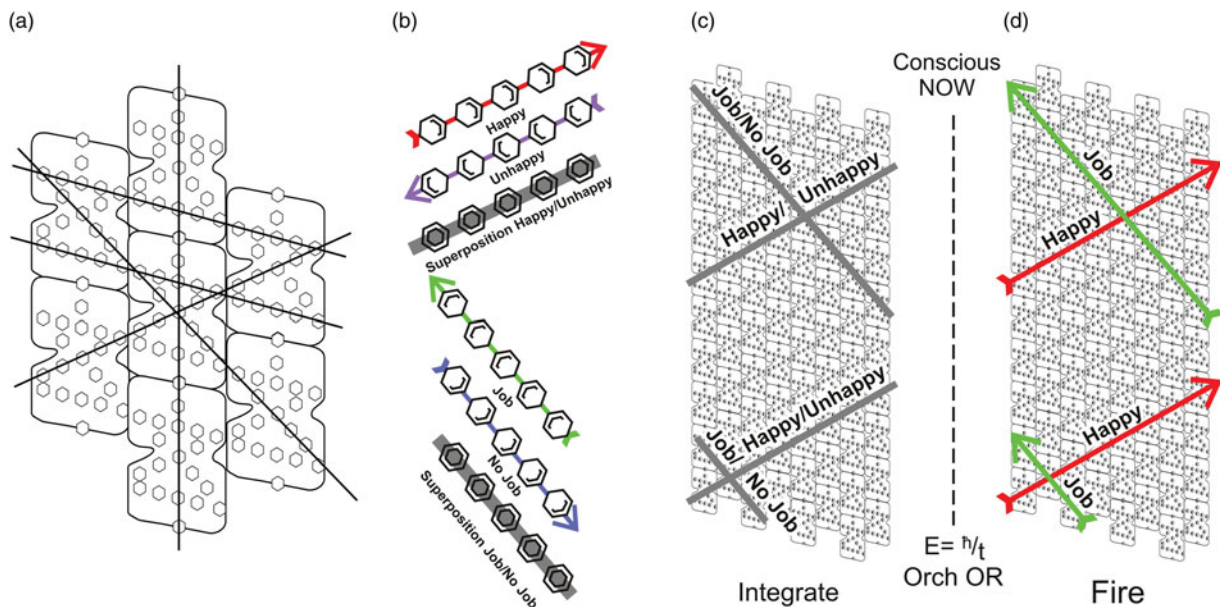 (a)
(b)
Happy
Unhappy
Superposition Happy/Unhappy
Job
No Job
Superposition Job/No Job
(c)
Job/No Job
Happy/ Unhappy
Job/ Happy/Unhappy
No Job
Integrate
Conscious
NOW
E= ħ/t
Orch OR
(d)
Job
Happy
Happy
Job
Fire